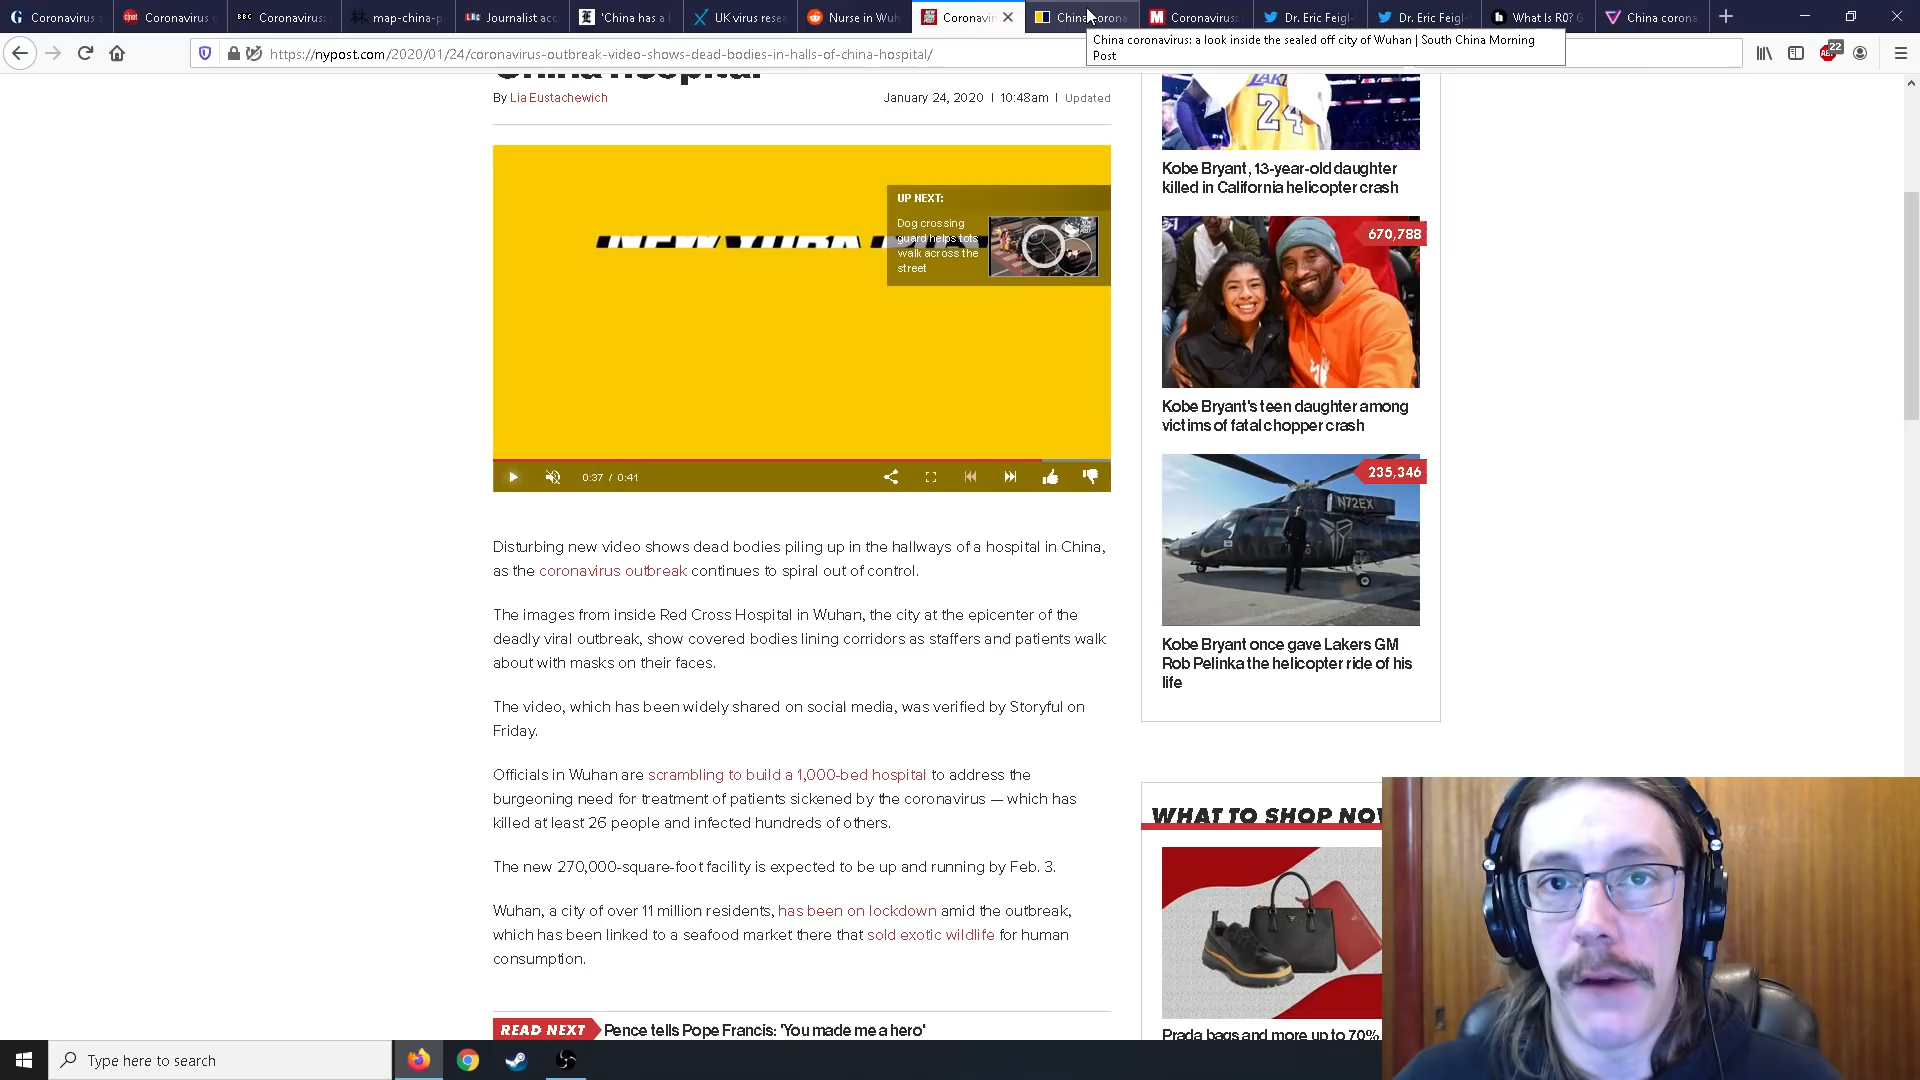 Coronavirus
Coronavirus
BBC Coronavirus:
map-china-p
LBC Journalist acc
'China has a l
UK virus resea
Nurse in Wuh
Coronavir
China corona
Coronavirus:
Dr. Eric Feigl-
Dr. Eric Feigl-
What Is R0? G
China corona
https://nypost.com/2020/01/24/coronavirus-outbreak-video-shows-dead-bodies-in-halls-of-china-hospital/
22
China coronavirus: a look inside the sealed off city of Wuhan | South China Morning
Post
China hospital
By Lia Eustachewich
January 24, 2020 | 10:48am | Updated
UP NEXT:
Dog crossing
guard helps tots
walk across the
street
0:37 / 0:41
Disturbing new video shows dead bodies piling up in the hallways of a hospital in China,
as the coronavirus outbreak continues to spiral out of control.
The images from inside Red Cross Hospital in Wuhan, the city at the epicenter of the
deadly viral outbreak, show covered bodies lining corridors as staffers and patients walk
about with masks on their faces.
The video, which has been widely shared on social media, was verified by Storyful on
Friday.
Officials in Wuhan are scrambling to build a 1,000-bed hospital to address the
burgeoning need for treatment of patients sickened by the coronavirus — which has
killed at least 26 people and infected hundreds of others.
The new 270,000-square-foot facility is expected to be up and running by Feb. 3.
Wuhan, a city of over 11 million residents, has been on lockdown amid the outbreak,
which has been linked to a seafood market there that sold exotic wildlife for human
consumption.
READ NEXT Pence tells Pope Francis: 'You made me a hero'
24
Kobe Bryant, 13-year-old daughter
killed in California helicopter crash
670,788
Kobe Bryant's teen daughter among
victims of fatal chopper crash
235,346
N72EX
Kobe Bryant once gave Lakers GM
Rob Pelinka the helicopter ride of his
life
WHAT TO SHOP NOW
Prada bags and more up to 70%
Type here to search